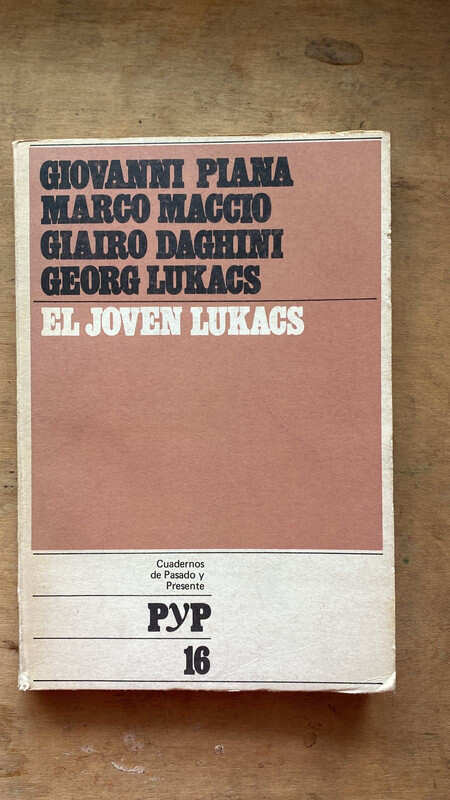 GIOVANNI PIANA
MARCO MACCIO
GIAIRO DAGHINI
GEORG LUKACS
EL JOVEN LUKACS
Cuadernos
de Pasado y
Presente
PYP
16